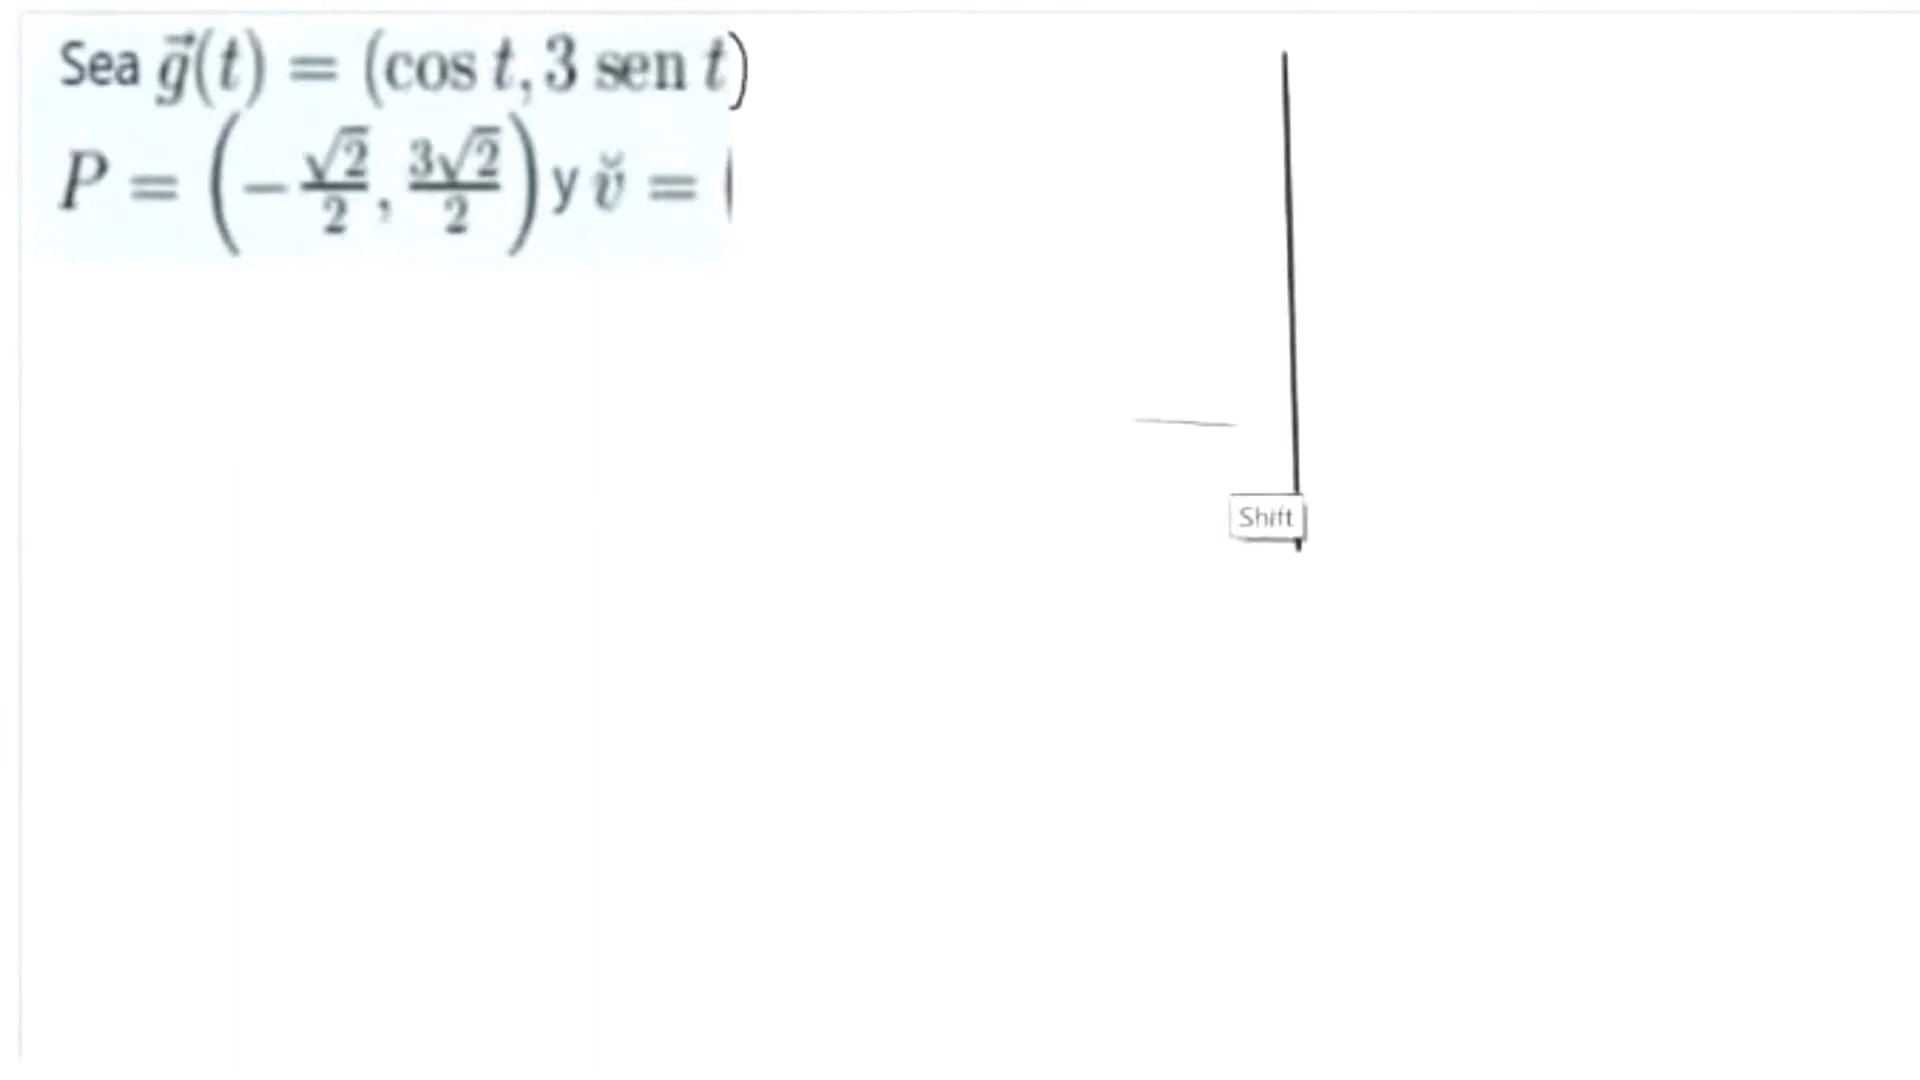 Sea g⃗(t) = (cos t, 3 sen t)
P = (-√2/2, 3√2/2) y v̆ = (
Shift